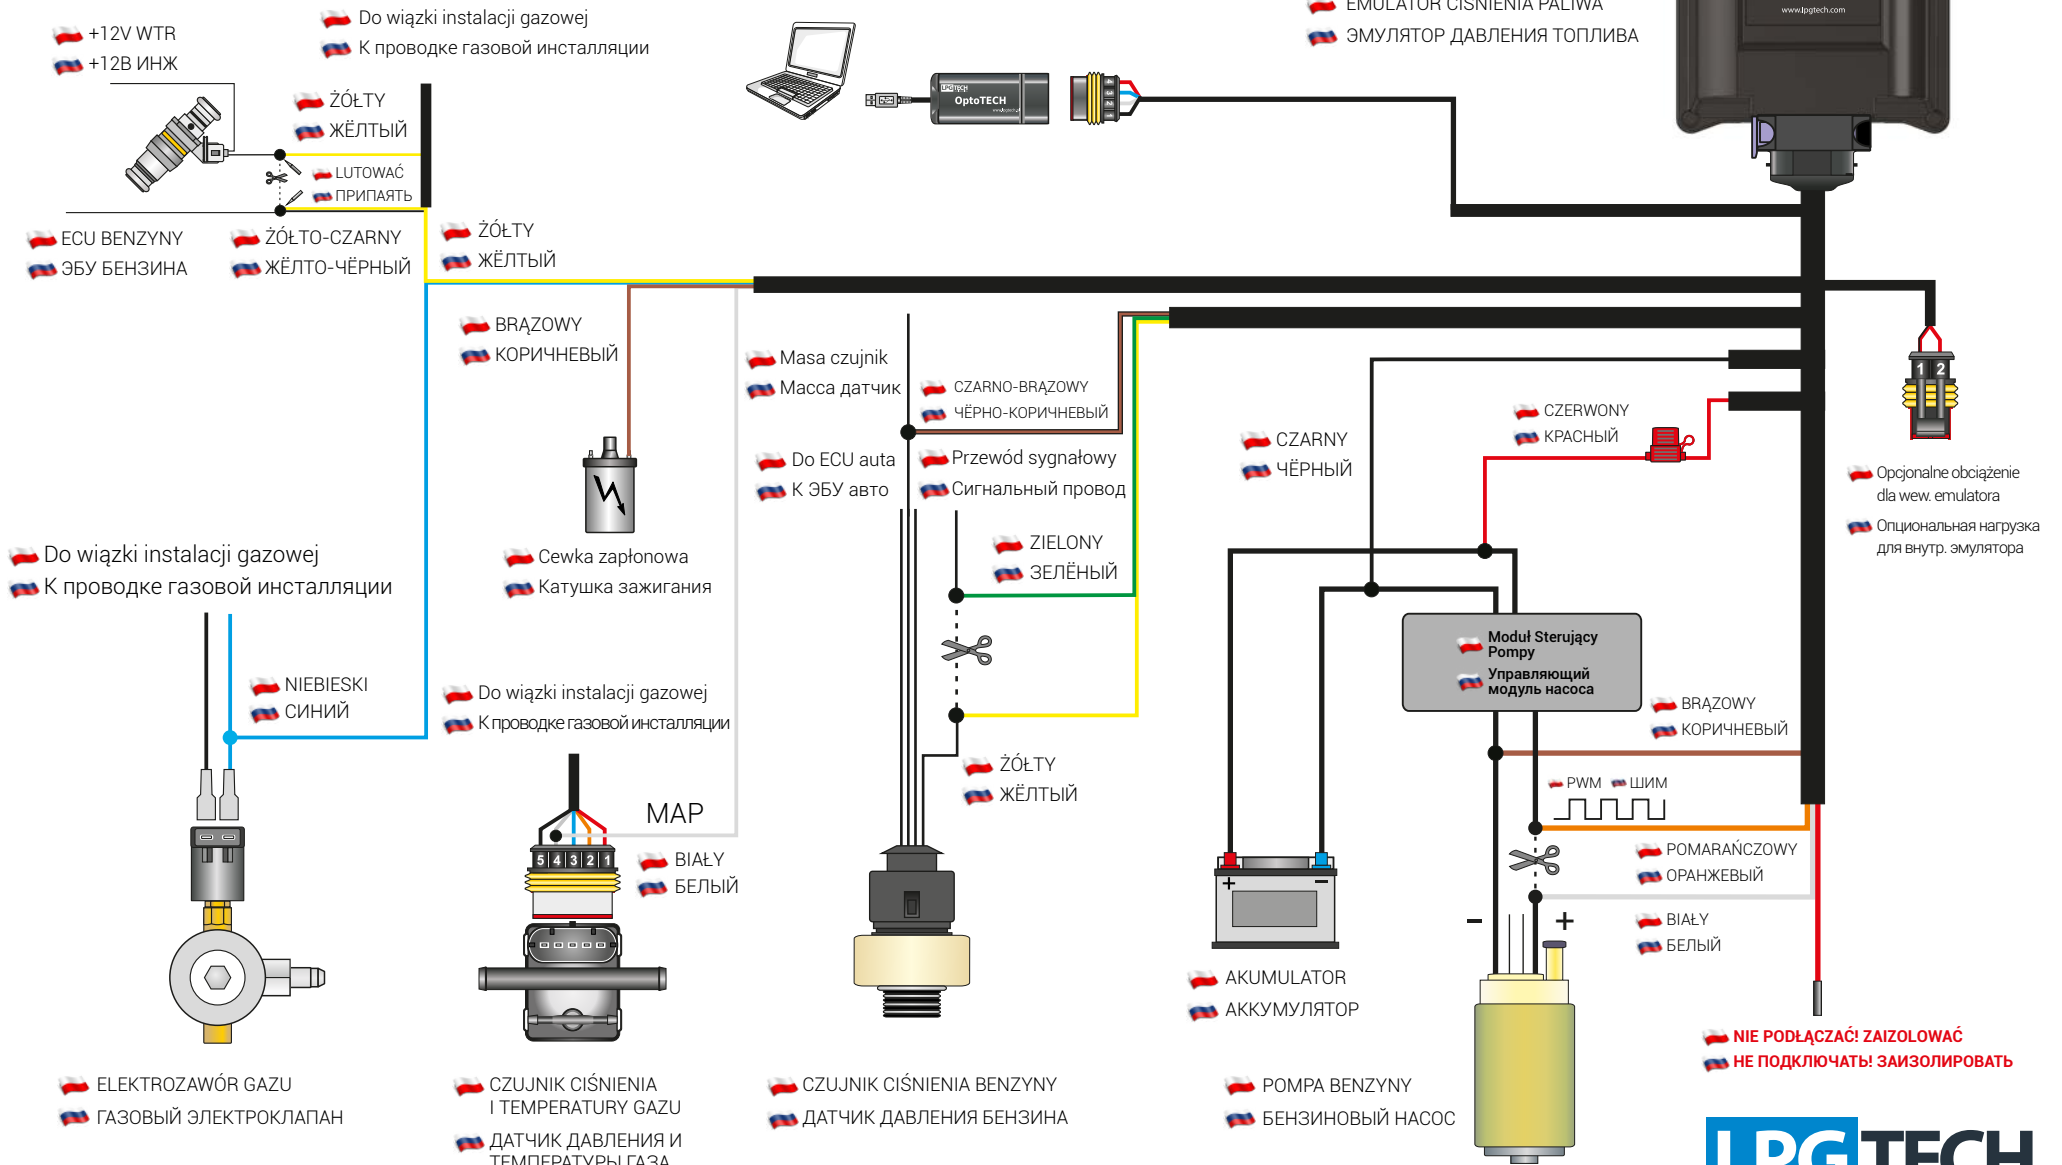 +12V WTR
+12В ИНЖ
Do wiązki instalacji gazowej
К проводке газовой инсталляции
EMULATOR CIŚNIENIA PALIWA
ЭМУЛЯТОР ДАВЛЕНИЯ ТОПЛИВА
www.lpgtech.com
ŻÓŁTY
ЖЁЛТЫЙ
LPGTECH
OptoTECH
LUTOWAĆ
ПРИПАЯТЬ
ECU BENZYNY
ЭБУ БЕНЗИНА
ŻÓŁTO-CZARNY
ЖЁЛТО-ЧЁРНЫЙ
ŻÓŁTY
ЖЁЛТЫЙ
BRĄZOWY
КОРИЧНЕВЫЙ
Masa czujnik
Масса датчик
CZARNO-BRĄZOWY
ЧЁРНО-КОРИЧНЕВЫЙ
CZARNY
ЧЁРНЫЙ
CZERWONY
КРАСНЫЙ
1 2
Opcjonalne obciążenie
dla wew. emulatora
Опциональная нагрузка
для внутр. эмулятора
Do ECU auta
К ЭБУ авто
Przewód sygnałowy
Сигнальный провод
Cewka zapłonowa
Катушка зажигания
ZIELONY
ЗЕЛЁНЫЙ
Do wiązki instalacji gazowej
К проводке газовой инсталляции
NIEBIESKI
СИНИЙ
Do wiązki instalacji gazowej
К проводке газовой инсталляции
Moduł Sterujący
Pompy
Управляющий
модуль насоса
BRĄZOWY
КОРИЧНЕВЫЙ
ŻÓŁTY
ЖЁЛТЫЙ
PWM ШИМ
MAP
5 4 3 2 1
BIAŁY
БЕЛЫЙ
POMARAŃCZOWY
ОРАНЖЕВЫЙ
+ −
- +
BIAŁY
БЕЛЫЙ
AKUMULATOR
АККУМУЛЯТОР
NIE PODŁĄCZAĆ! ZAIZOLOWAĆ
НЕ ПОДКЛЮЧАТЬ! ЗАИЗОЛИРОВАТЬ
ELEKTROZAWÓR GAZU
ГАЗОВЫЙ ЭЛЕКТРОКЛАПАН
CZUJNIK CIŚNIENIA
I TEMPERATURY GAZU
ДАТЧИК ДАВЛЕНИЯ И
ТЕМПЕРАТУРЫ ГАЗА
CZUJNIK CIŚNIENIA BENZYNY
ДАТЧИК ДАВЛЕНИЯ БЕНЗИНА
POMPA BENZYNY
БЕНЗИНОВЫЙ НАСОС
LPGTECH